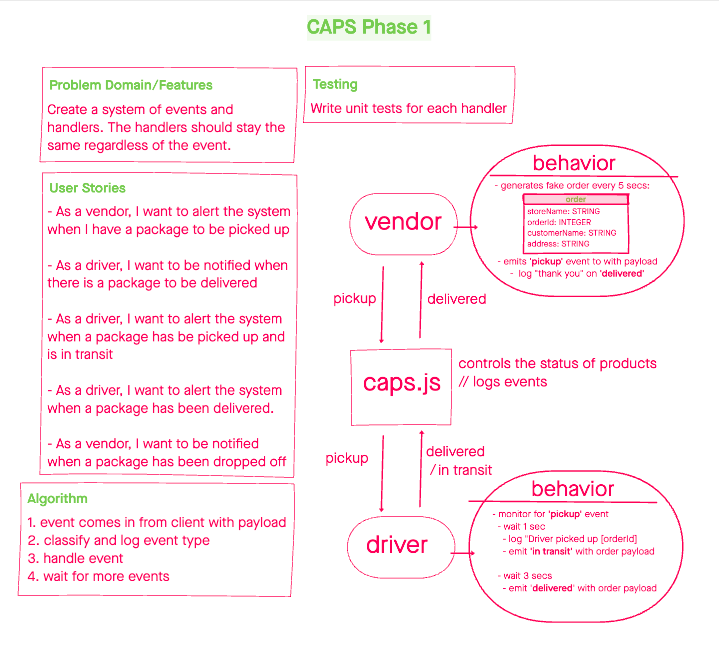 CAPS Phase 1
Problem Domain/Features
Create a system of events and
handlers. The handlers should stay the
same regardless of the event.
Testing
Write unit tests for each handler
User Stories
- As a vendor, I want to alert the system
when I have a package to be picked up
- As a driver, I want to be notified when
there is a package to be delivered
- As a driver, I want to alert the system
when a package has be picked up and
is in transit
- As a driver, I want to alert the system
when a package has been delivered.
- As a vendor, I want to be notified
when a package has been dropped off
Algorithm
1. event comes in from client with payload
2. classify and log event type
3. handle event
4. wait for more events
vendor
behavior
- generates fake order every 5 secs:
order
storeName: STRING
orderId: INTEGER
customerName: STRING
address: STRING
- emits 'pickup' event to with payload
- log "thank you" on 'delivered'
pickup
delivered
caps.js
controls the status of products
// logs events
pickup
delivered
/ in transit
driver
behavior
- monitor for 'pickup' event
- wait 1 sec
- log "Driver picked up [orderId]
- emit 'in transit' with order payload
- wait 3 secs
- emit 'delivered' with order payload